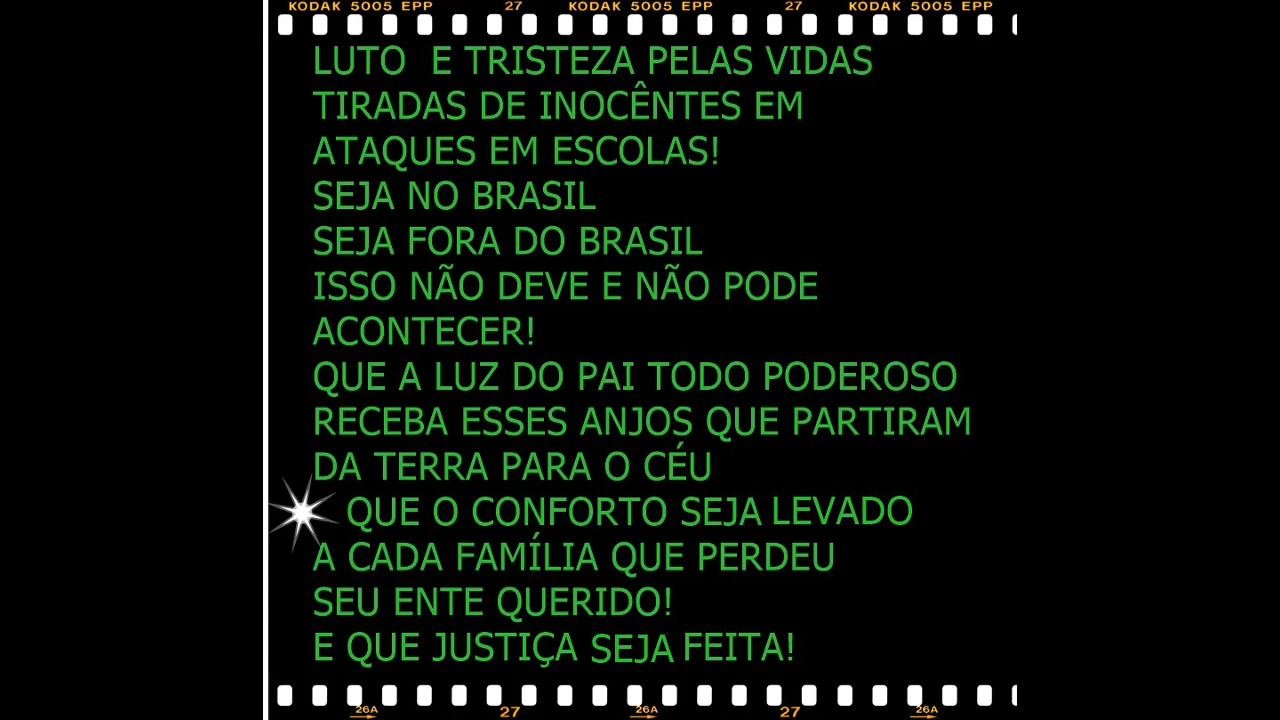 KODAK 5005 EPP 27 KODAK 5005 EPP 27 KODAK 5005 EPP
LUTO E TRISTEZA PELAS VIDAS
TIRADAS DE INOCÊNTES EM
ATAQUES EM ESCOLAS!
SEJA NO BRASIL
SEJA FORA DO BRASIL
ISSO NÃO DEVE E NÃO PODE
ACONTECER!
QUE A LUZ DO PAI TODO PODEROSO
RECEBA ESSES ANJOS QUE PARTIRAM
DA TERRA PARA O CÉU
QUE O CONFORTO SEJA LEVADO
A CADA FAMÍLIA QUE PERDEU
SEU ENTE QUERIDO!
E QUE JUSTIÇA SEJA FEITA!
26A 27 26A 27 26A